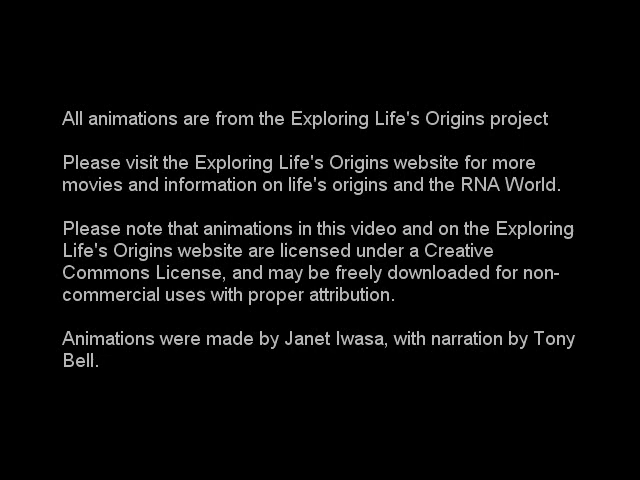 All animations are from the Exploring Life's Origins project
Please visit the Exploring Life's Origins website for more
movies and information on life's origins and the RNA World.
Please note that animations in this video and on the Exploring
Life's Origins website are licensed under a Creative
Commons License, and may be freely downloaded for non-
commercial uses with proper attribution.
Animations were made by Janet Iwasa, with narration by Tony
Bell.